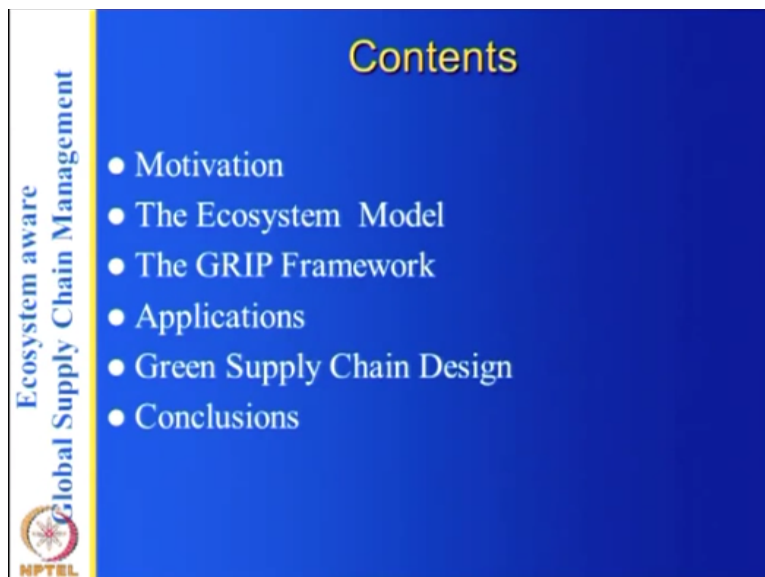 Contents
Ecosystem aware
Global Supply Chain Management
● Motivation
● The Ecosystem Model
● The GRIP Framework
● Applications
● Green Supply Chain Design
● Conclusions
NPTEL